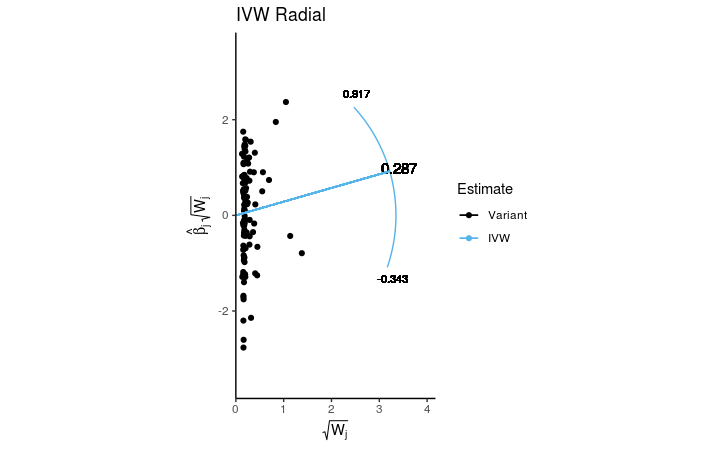 IVW Radial
0.917
2
0.287
0
-0.343
-2
β̂j√Wj
0 1 2 3 4
√Wj
Estimate
Variant
IVW